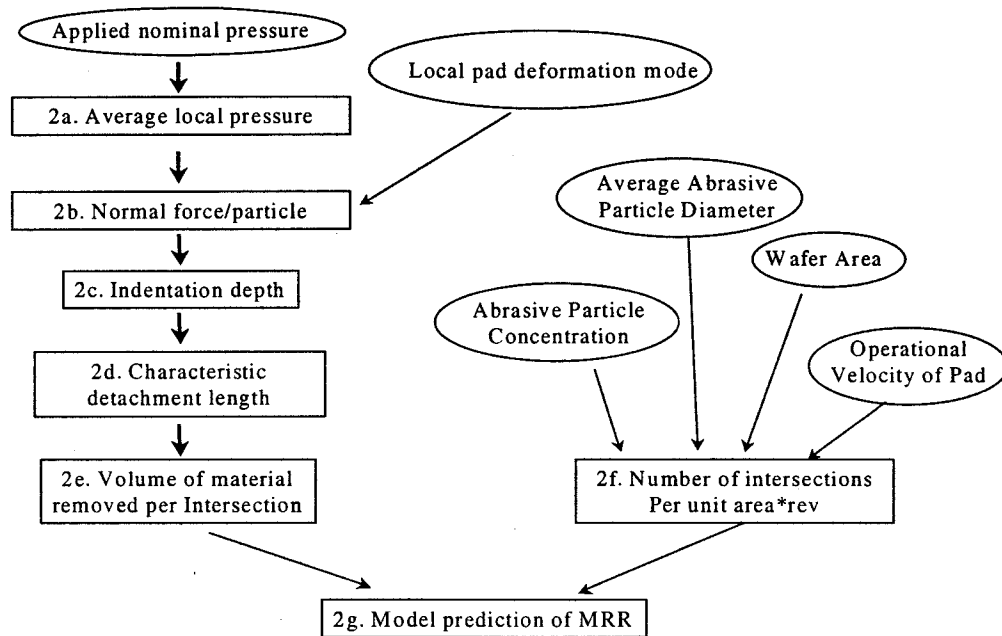 Applied nominal pressure
Local pad deformation mode
2a. Average local pressure
2b. Normal force/particle
Average Abrasive
Particle Diameter
Wafer Area
2c. Indentation depth
Abrasive Particle
Concentration
Operational
Velocity of Pad
2d. Characteristic
detachment length
2e. Volume of material
removed per Intersection
2f. Number of intersections
Per unit area*rev
2g. Model prediction of MRR